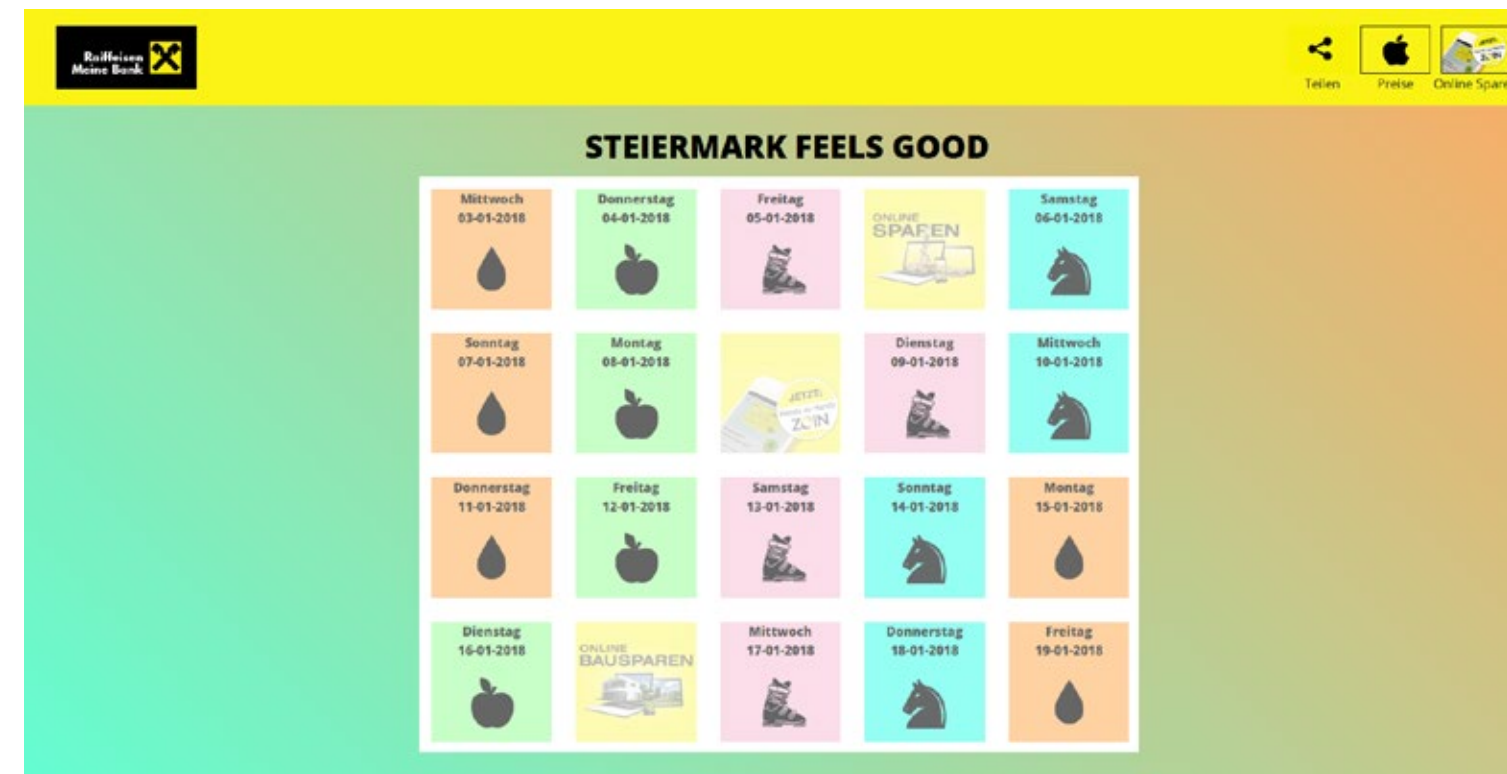 Raiffeisen
Meine Bank
Teilen
Preise
Online Spare
STEIERMARK FEELS GOOD
Mittwoch
03-01-2018
Donnerstag
04-01-2018
Freitag
05-01-2018
ONLINE
SPAREN
Samstag
06-01-2018
Sonntag
07-01-2018
Montag
08-01-2018
JETZT:
Dienstag
09-01-2018
Mittwoch
10-01-2018
Donnerstag
11-01-2018
Freitag
12-01-2018
Samstag
13-01-2018
Sonntag
14-01-2018
Montag
15-01-2018
Dienstag
16-01-2018
ONLINE
BAUSPAREN
Mittwoch
17-01-2018
Donnerstag
18-01-2018
Freitag
19-01-2018